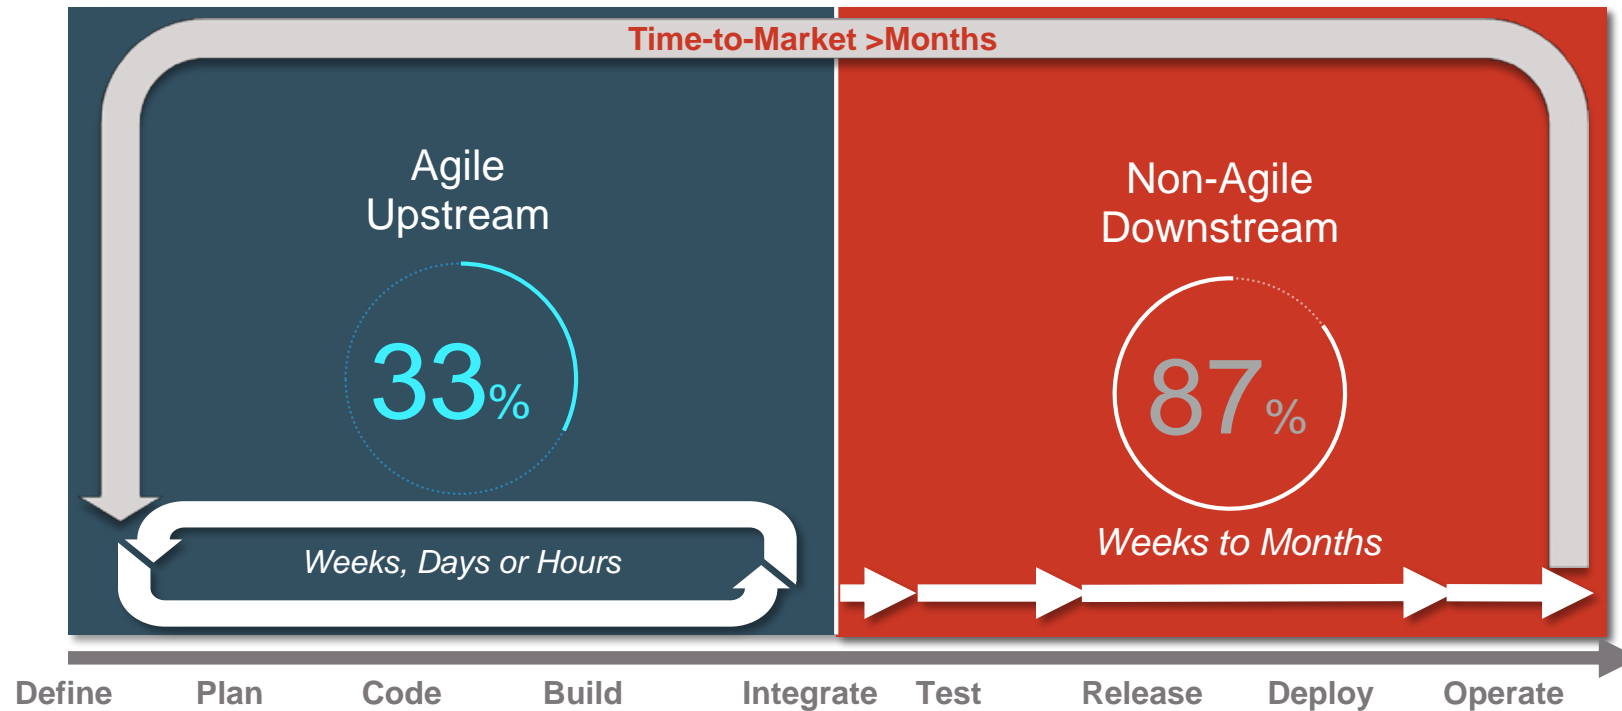 Time-to-Market >Months
Agile
Upstream
33%
Weeks, Days or Hours
Non-Agile
Downstream
87%
Weeks to Months
Define Plan Code Build Integrate Test Release Deploy Operate